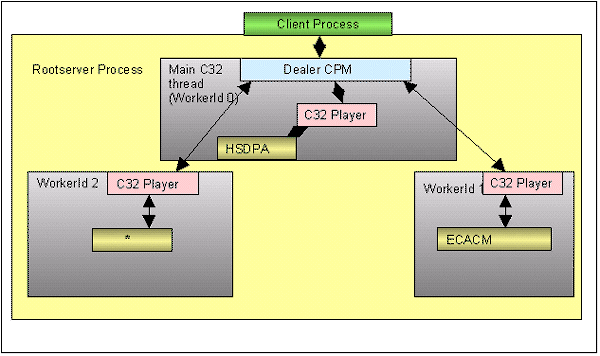 Client Process
Rootserver Process
Main C32
thread
(WorkerId 0)
Dealer CPM
C32 Player
HSDPA
WorkerId 2
C32 Player
*
WorkerId 1
C32 Player
ECACM